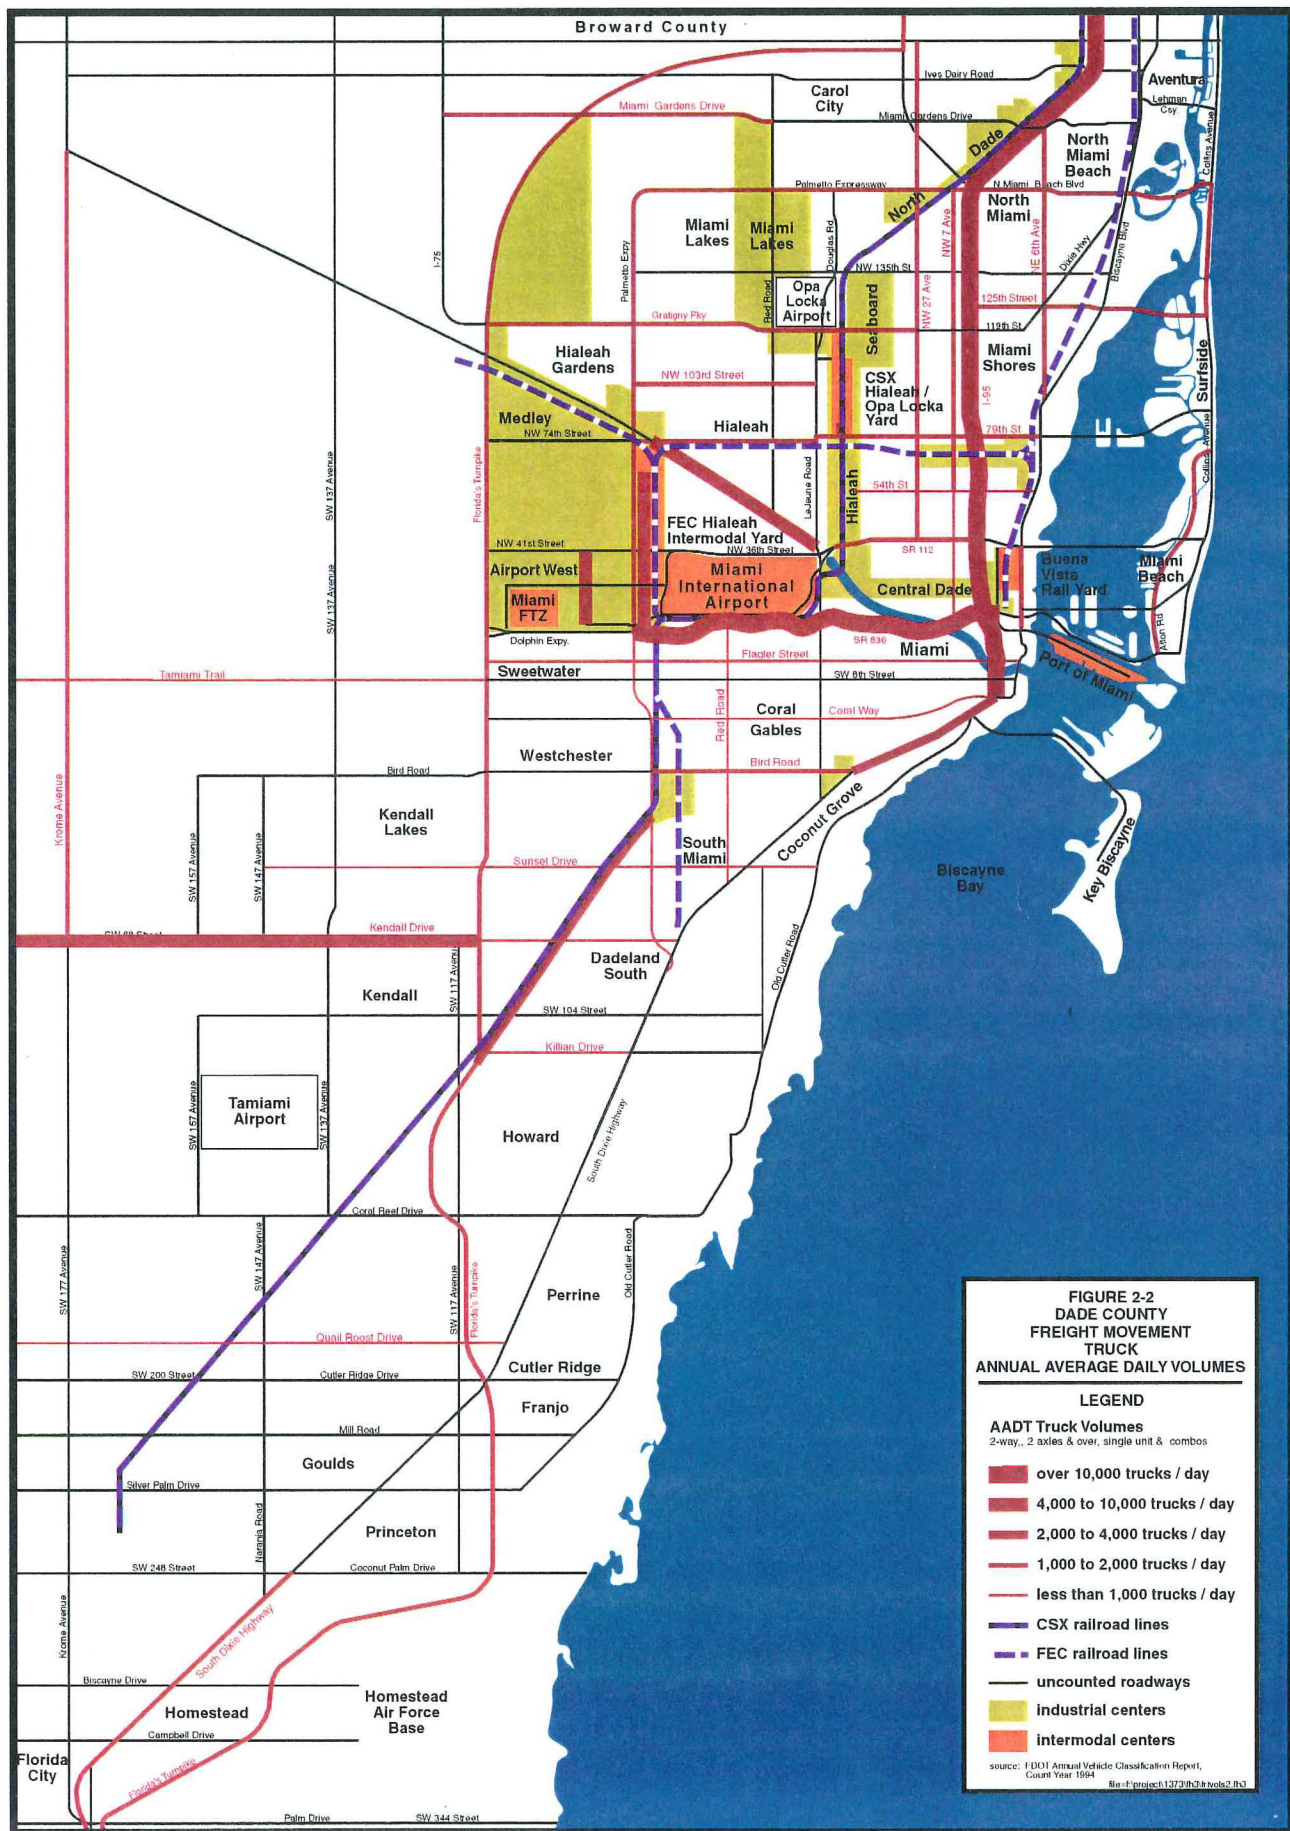 Broward County
Ives Dairy Road
Aventura
Lehman
Csy.
Collins Avenue
Carol
City
Miami Gardens Drive
Miami Gardens Drive
North
Miami
Beach
Dade
North
Palmetto Expressway
N Miami Beach Blvd
North
Miami
Miami
Lakes
Miami
Lakes
Douglas Rd
NW 7 Ave
NE 6th Ave
Dixie Hwy
Biscayne Blvd
I-75
Palmetto Expy
Red Road
NW 135th St
Opa
Locka
Airport
Seaboard
NW 27 Ave
125th Street
Gratigny Pky
119th St
Hialeah
Gardens
Miami
Shores
Surfside
NW 103rd Street
CSX
Hialeah /
Opa Locka
Yard
I-95
Medley
Hialeah
NW 74th Street
79th St
Florida's Turnpike
SW 137 Avenue
LeJeune Road
Hialeah
54th St
Collins Avenue
FEC Hialeah
Intermodal Yard
NW 41st Street
NW 36th Street
SR 112
Airport West
Miami
International
Airport
Central Dade
Buena
Vista
Rail Yard
Miami
Beach
Miami
FTZ
SW 137 Avenue
Dolphin Expy.
SR 836
Miami
Alton Rd
Flagler Street
Port of Miami
Tamiami Trail
Sweetwater
SW 8th Street
Red Road
Coral
Gables
Coral Way
Westchester
Bird Road
Bird Road
Krome Avenue
Kendall
Lakes
SW 157 Avenue
SW 147 Avenue
South
Miami
Coconut Grove
Key Biscayne
Sunset Drive
Biscayne
Bay
Kendall Drive
Dadeland
South
Old Cutler Road
SW 117 Avenue
Kendall
SW 104 Street
Killian Drive
Tamiami
Airport
SW 157 Avenue
SW 137 Avenue
Howard
South Dixie Highway
Coral Reef Drive
SW 177 Avenue
SW 147 Avenue
SW 117 Avenue
Florida's Turnpike
Old Cutler Road
Perrine
Quail Roost Drive
Cutler Ridge
SW 200 Street
Cutler Ridge Drive
Franjo
Mill Road
Goulds
Silver Palm Drive
Naranja Road
Princeton
SW 248 Street
Coconut Palm Drive
Krome Avenue
South Dixie Highway
Biscayne Drive
Homestead
Homestead
Air Force
Base
Campbell Drive
Florida
City
Florida's Turnpike
Palm Drive
SW 344 Street
FIGURE 2-2
DADE COUNTY
FREIGHT MOVEMENT
TRUCK
ANNUAL AVERAGE DAILY VOLUMES
LEGEND
AADT Truck Volumes
2-way,, 2 axles & over, single unit & combos
over 10,000 trucks / day
4,000 to 10,000 trucks / day
2,000 to 4,000 trucks / day
1,000 to 2,000 trucks / day
less than 1,000 trucks / day
CSX railroad lines
FEC railroad lines
uncounted roadways
industrial centers
intermodal centers
source: FDOT Annual Vehicle Classification Report,
Count Year 1994